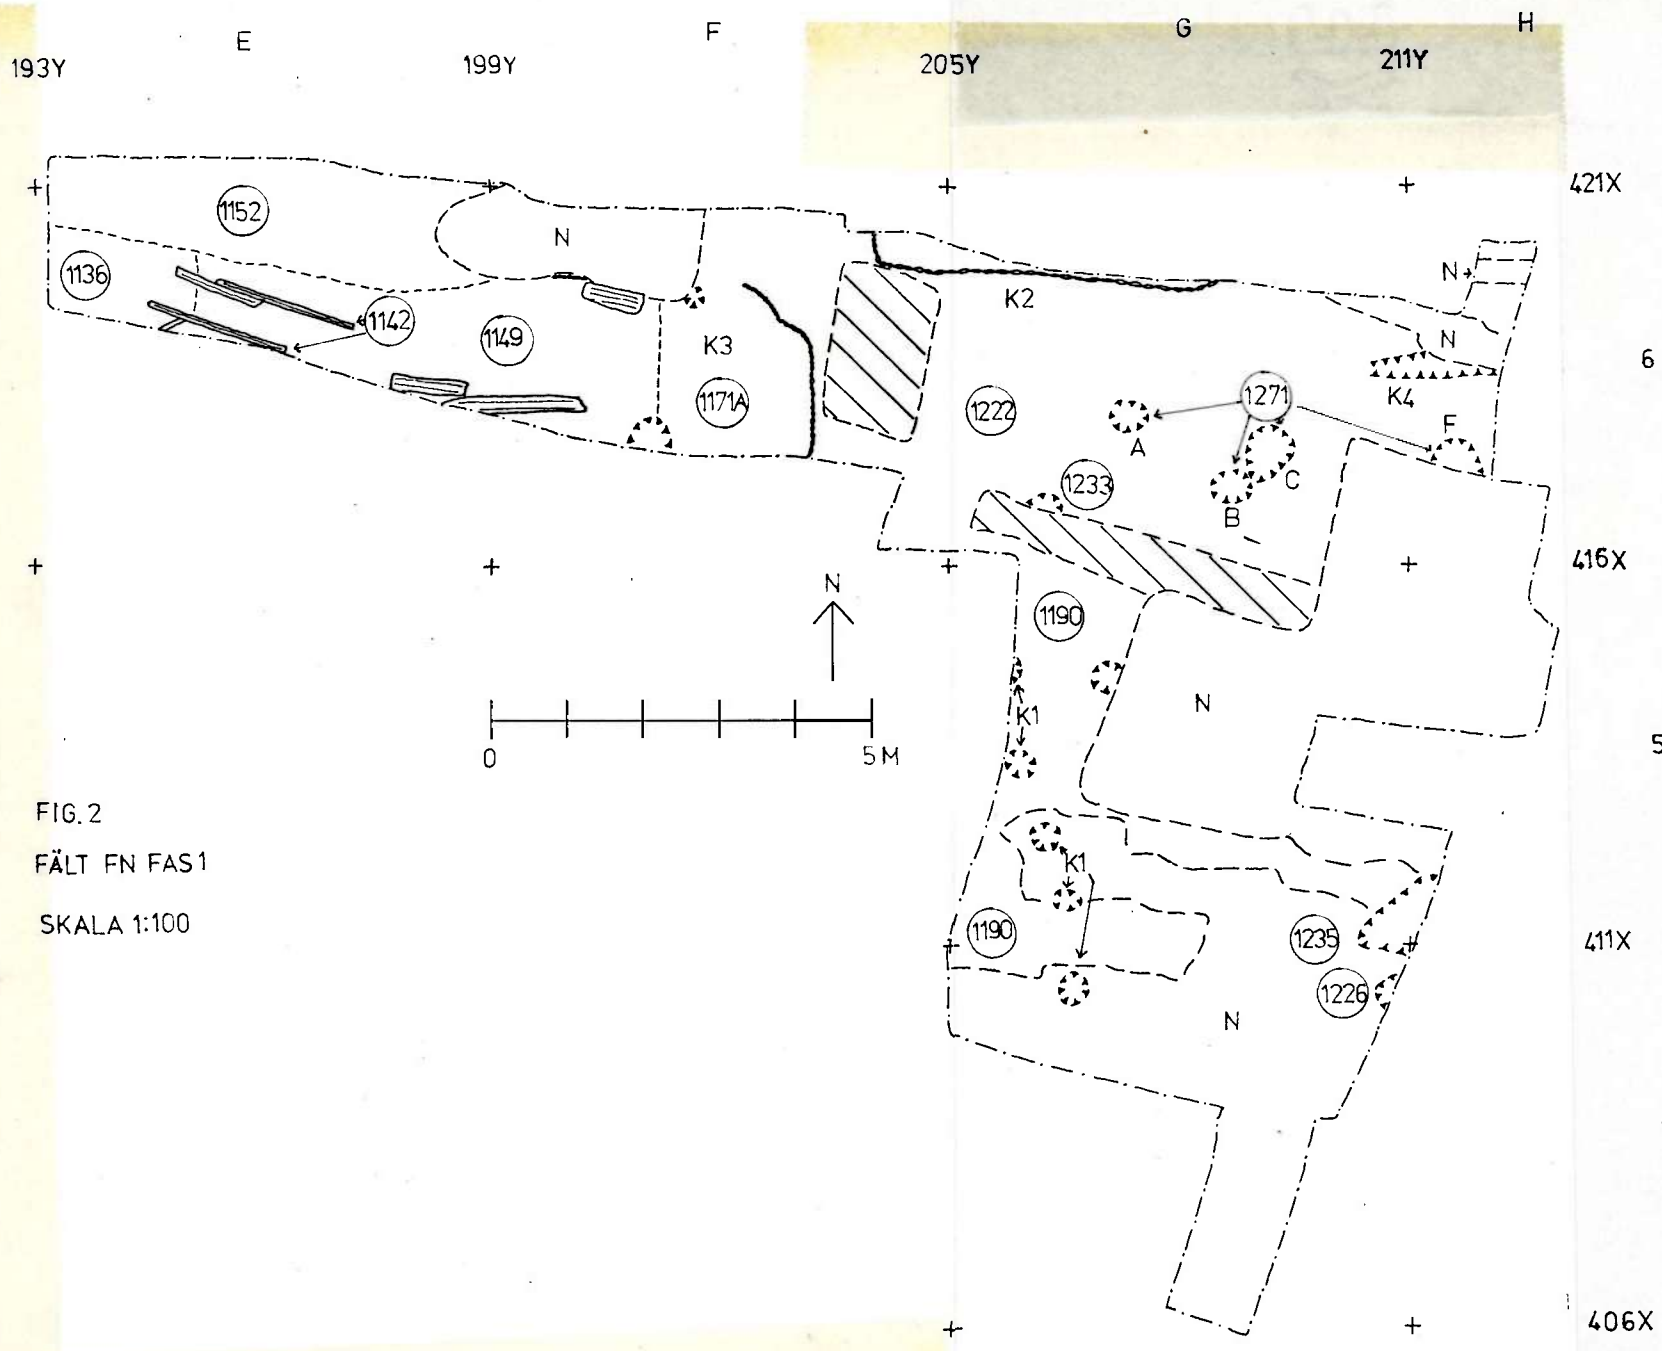 E F G H
193Y 199Y 205Y 211Y
421X
1152
N
N
1136
K2
1142
1149
K3
N
6
1271
K4
1171A
1222
A
F
C
1233
B
416X
N
1190
N
K1
0 5 M
5
FIG. 2
K1
FÄLT FN FAS 1
SKALA 1:100
1190
1235
411X
1226
N
406X